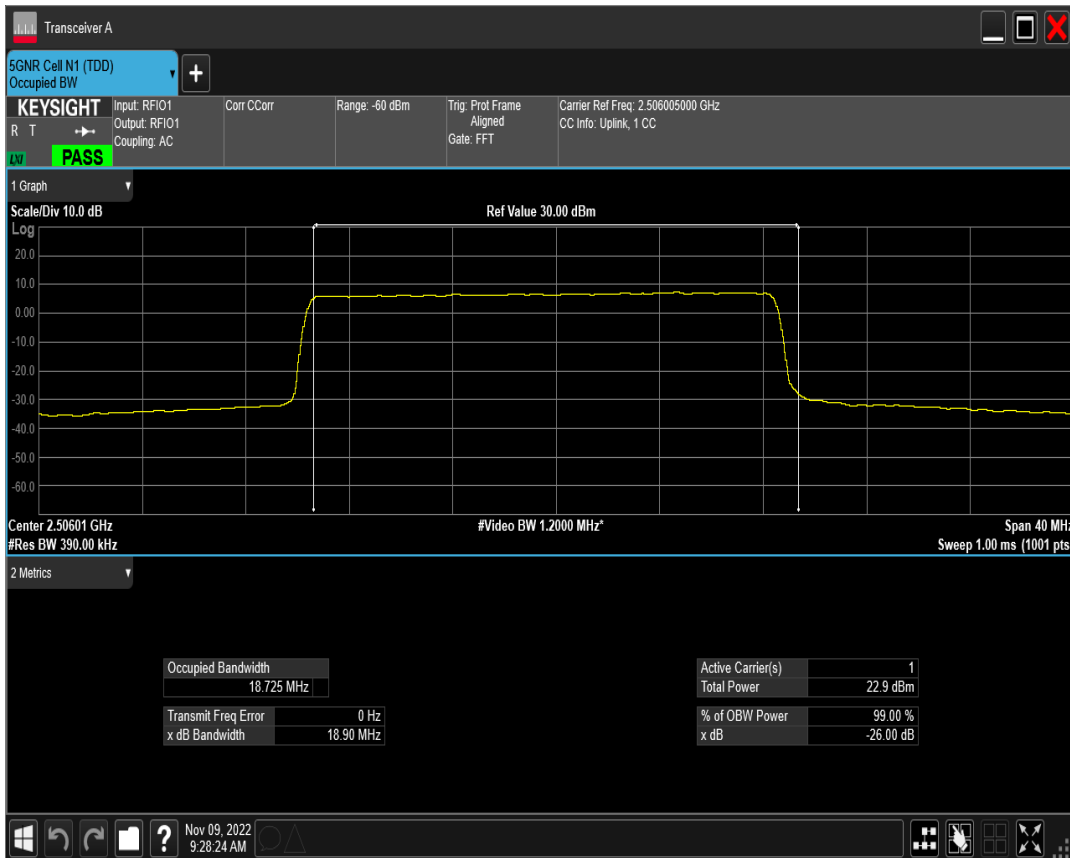 Transceiver A
5GNR Cell N1 (TDD)
Occupied BW
+
KEYSIGHT
R T
LXI
PASS
Input: RFIO1
Output: RFIO1
Coupling: AC
Corr CCorr
Range: -60 dBm
Trig: Prot Frame
Aligned
Gate: FFT
Carrier Ref Freq: 2.506005000 GHz
CC Info: Uplink, 1 CC
1 Graph
Scale/Div 10.0 dB
Ref Value 30.00 dBm
Log
20.0
10.0
0.00
-10.0
-20.0
-30.0
-40.0
-50.0
-60.0
Center 2.50601 GHz
#Video BW 1.2000 MHz*
Span 40 MHz
#Res BW 390.00 kHz
Sweep 1.00 ms (1001 pts
2 Metrics
Occupied Bandwidth
18.725 MHz
Transmit Freq Error 0 Hz
x dB Bandwidth 18.90 MHz
Active Carrier(s) 1
Total Power 22.9 dBm
% of OBW Power 99.00 %
x dB -26.00 dB
?
Nov 09, 2022
9:28:24 AM